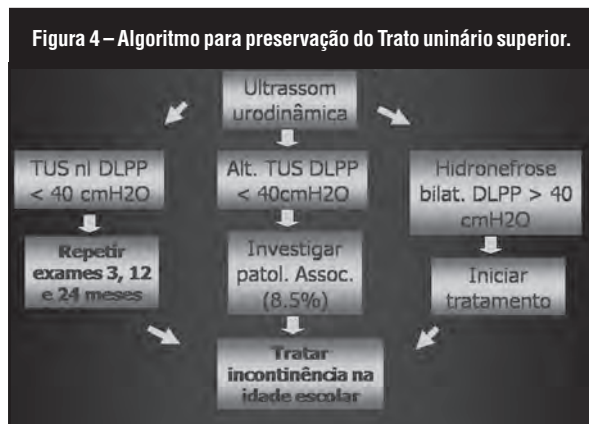 Figura 4 – Algoritmo para preservação do Trato uninário superior.
Ultrassom
urodinâmica
TUS nl DLPP
< 40 cmH2O
Alt. TUS DLPP
< 40cmH2O
Hidronefrose
bilat. DLPP > 40
cmH2O
Repetir
exames 3, 12
e 24 meses
Investigar
patol. Assoc.
(8.5%)
Iniciar
tratamento
Tratar
incontinência na
idade escolar